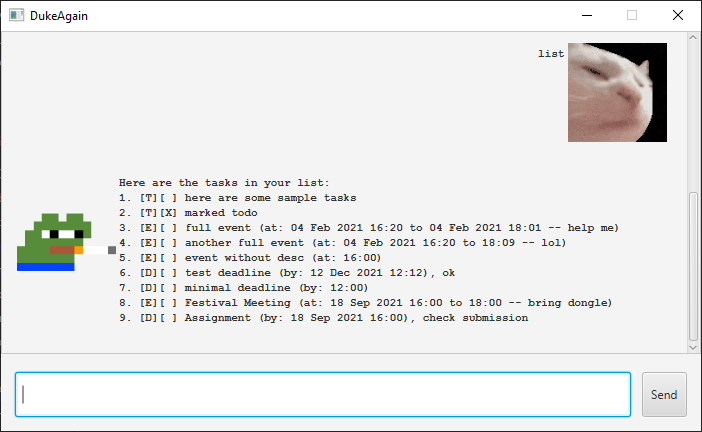 DukeAgain
list
Here are the tasks in your list:
1. [T][ ] here are some sample tasks
2. [T][X] marked todo
3. [E][ ] full event (at: 04 Feb 2021 16:20 to 04 Feb 2021 18:01 -- help me)
4. [E][ ] another full event (at: 04 Feb 2021 16:20 to 18:09 -- lol)
5. [E][ ] event without desc (at: 16:00)
6. [D][ ] test deadline (by: 12 Dec 2021 12:12), ok
7. [D][ ] minimal deadline (by: 12:00)
8. [E][ ] Festival Meeting (at: 18 Sep 2021 16:00 to 18:00 -- bring dongle)
9. [D][ ] Assignment (by: 18 Sep 2021 16:00), check submission
Send